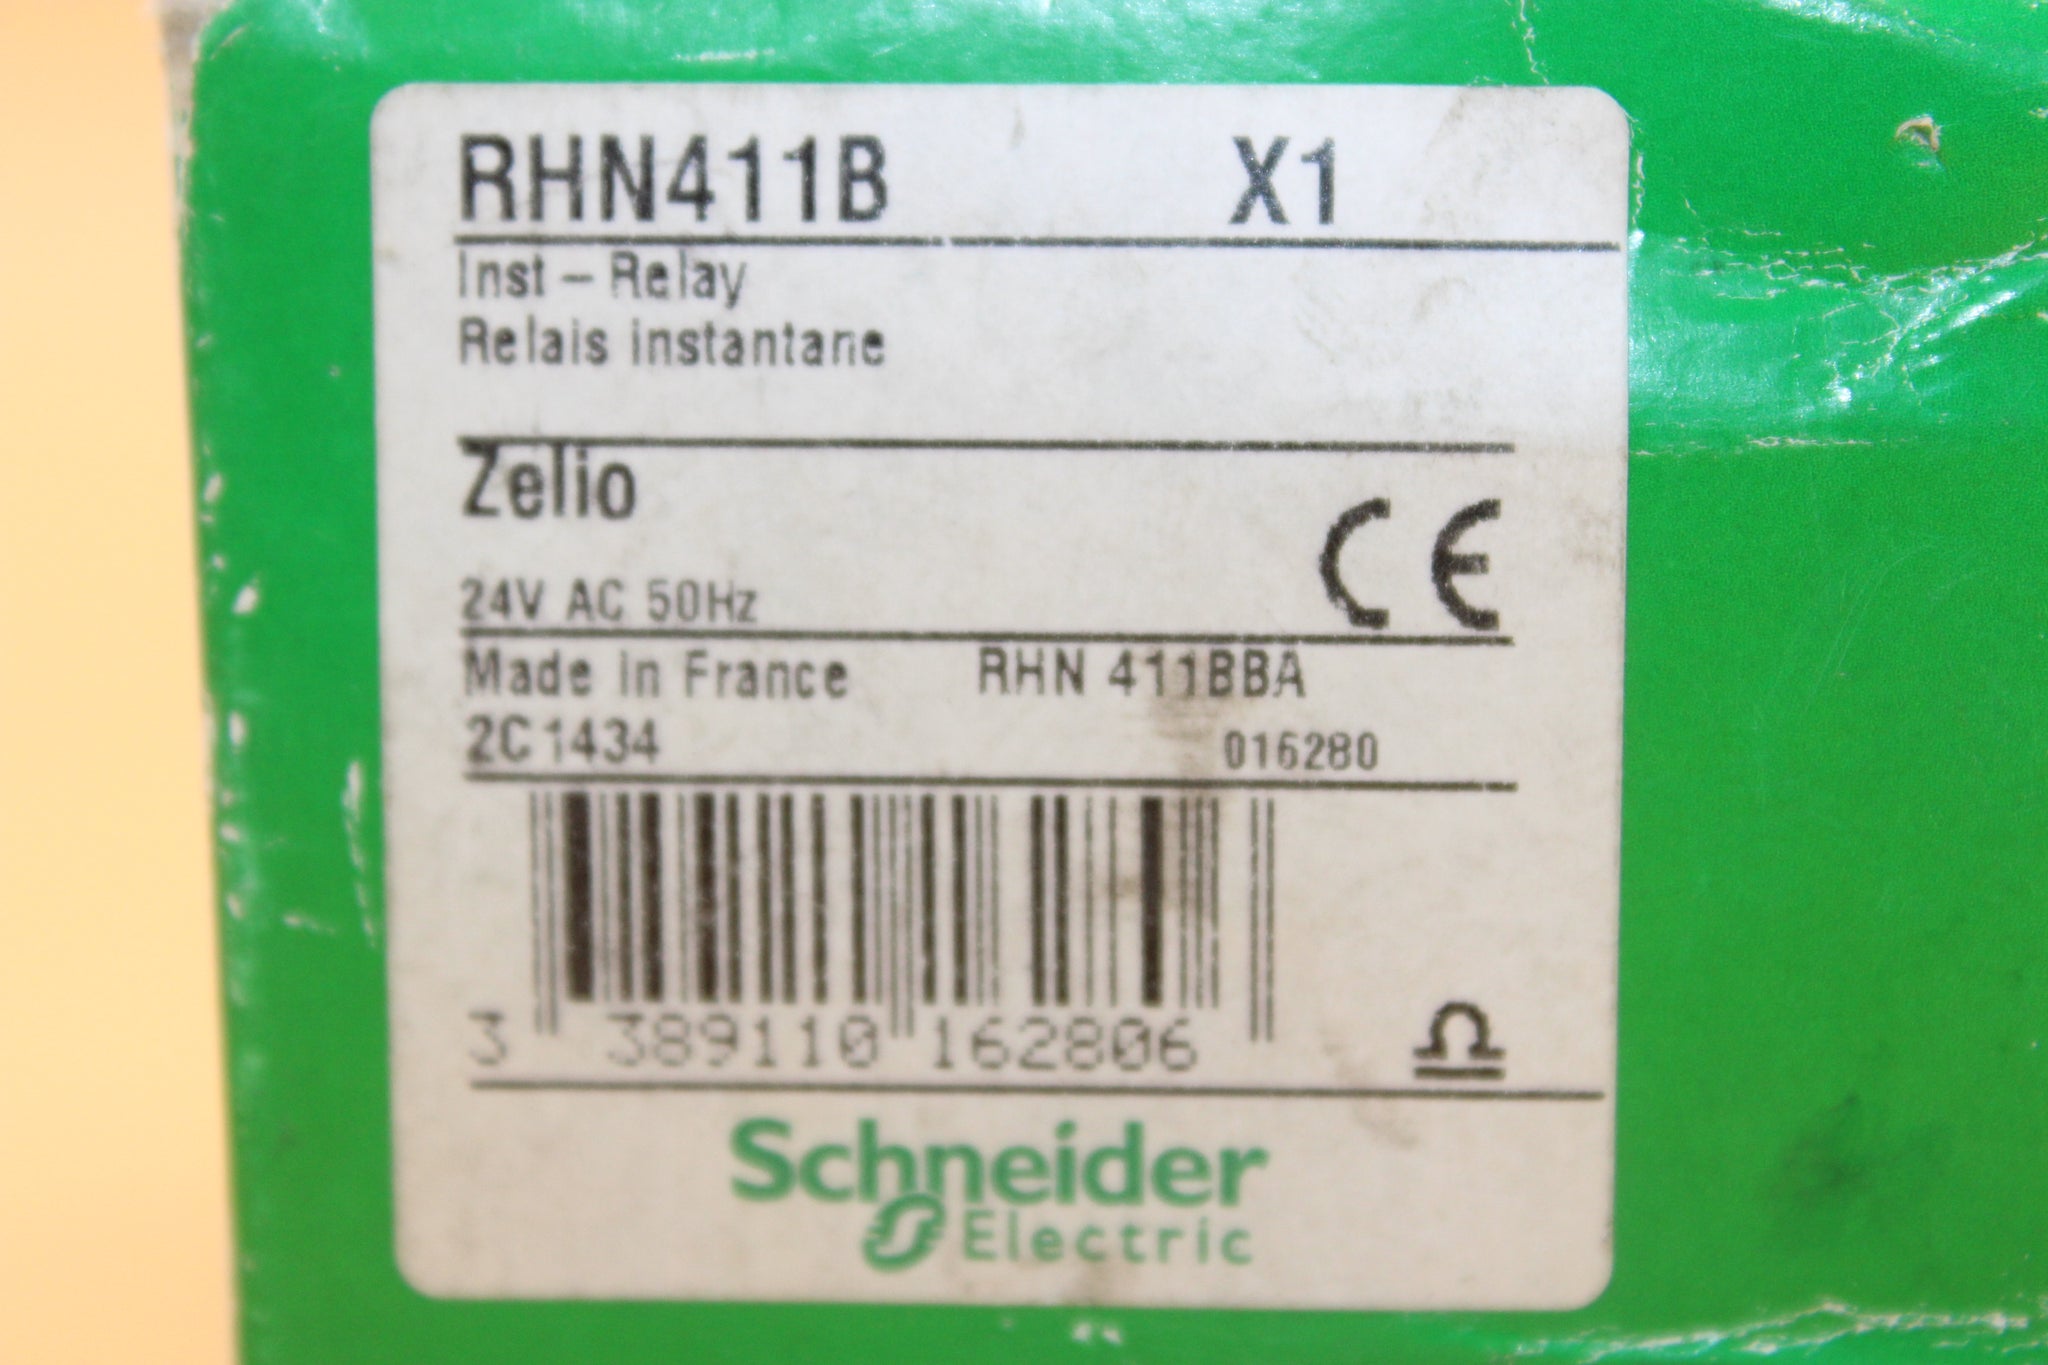 RHN411B X1
Inst – Relay
Relais instantane
Zelio
24V AC 50Hz
CE
Made in France RHN 411BBA
2C1434 016280
3 389110 162806
Schneider
Electric